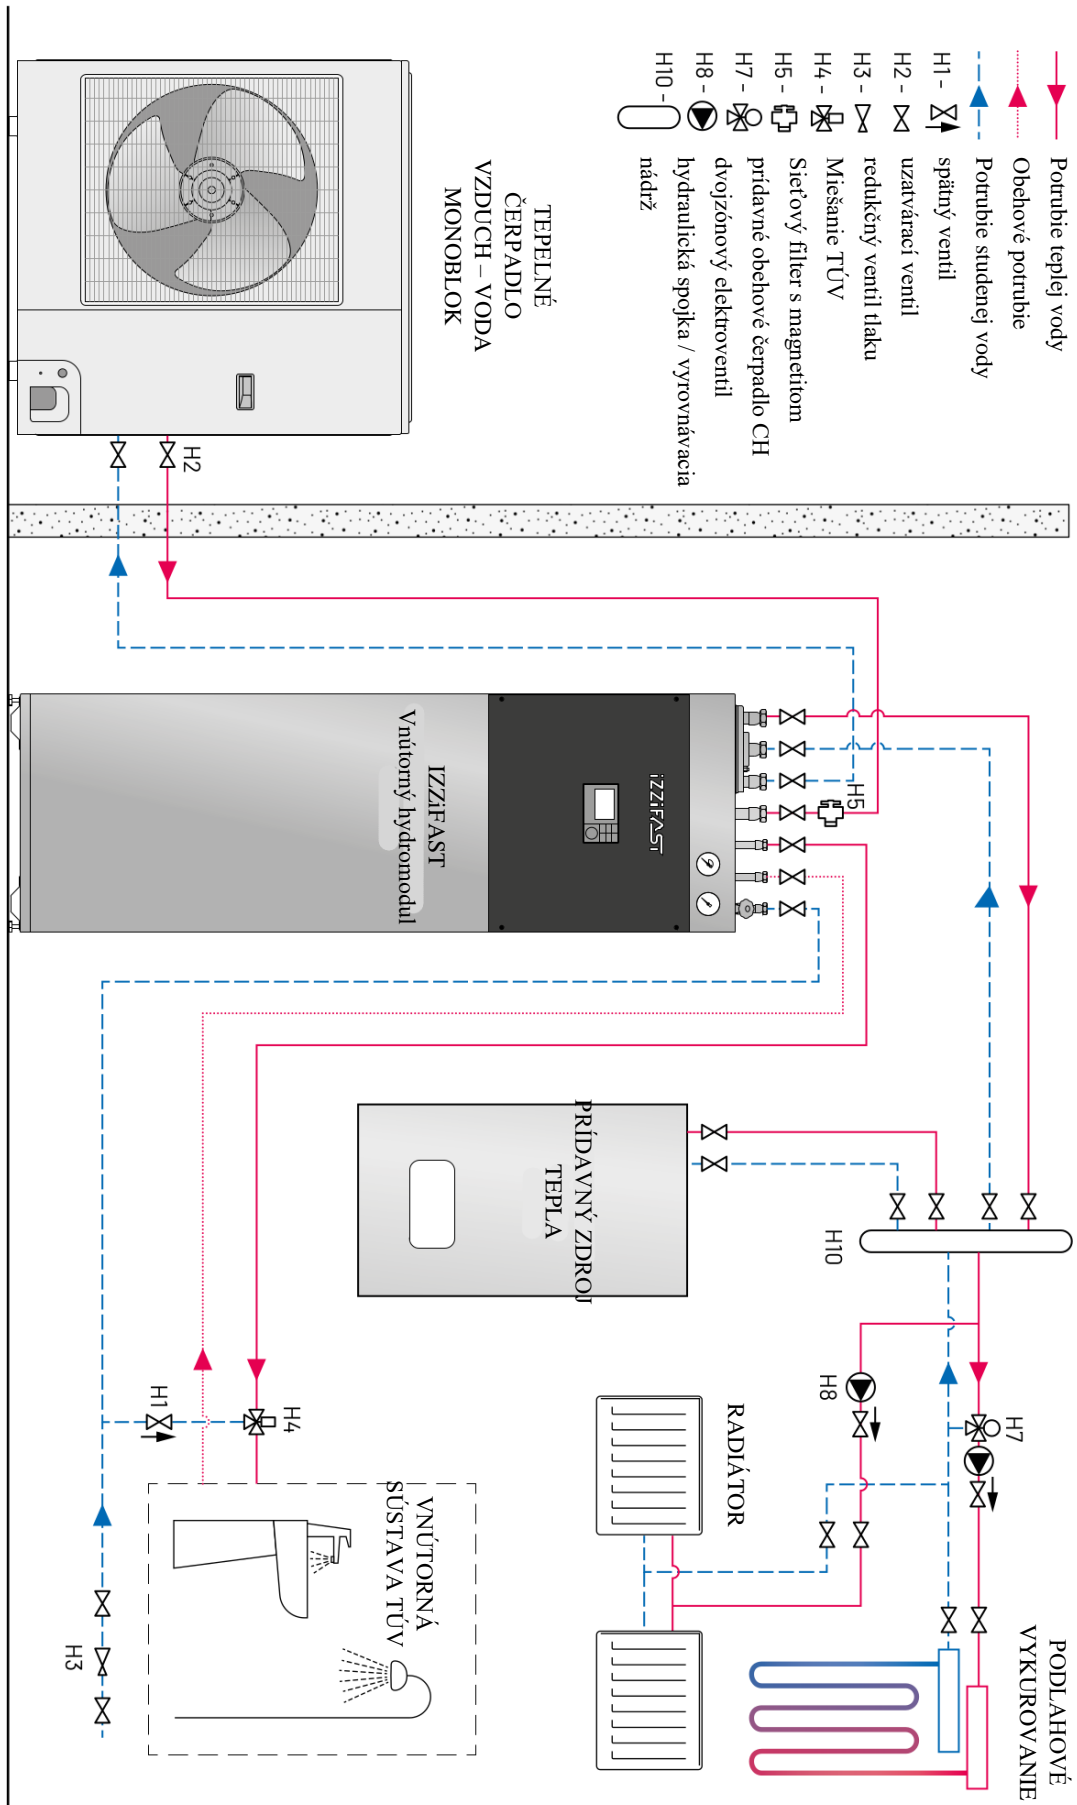 Potrubie teplej vody
Obehové potrubie
Potrubie studenej vody
H1 - spätný ventil
H2 - uzatvárací ventil
H3 - redukčný ventil tlaku
H4 - Miešanie TÚV
H5 - Sieťový filter s magnetitom
H7 - prídavné obehové čerpadlo CH
H8 - dvojzónový elektroventil
H10 - hydraulická spojka / vyrovnávacia
nádrž
TEPELNÉ
ČERPADLO
VZDUCH – VODA
MONOBLOK
H2
H5
iZZiFAST
IZZiFAST
Vnútorný hydromodul
PRÍDAVNÝ ZDROJ
TEPLA
H10
H8
H7
RADIÁTOR
PODLAHOVÉ
VYKUROVANIE
H1
H4
VNÚTORNÁ
SÚSTAVA TÚV
H3